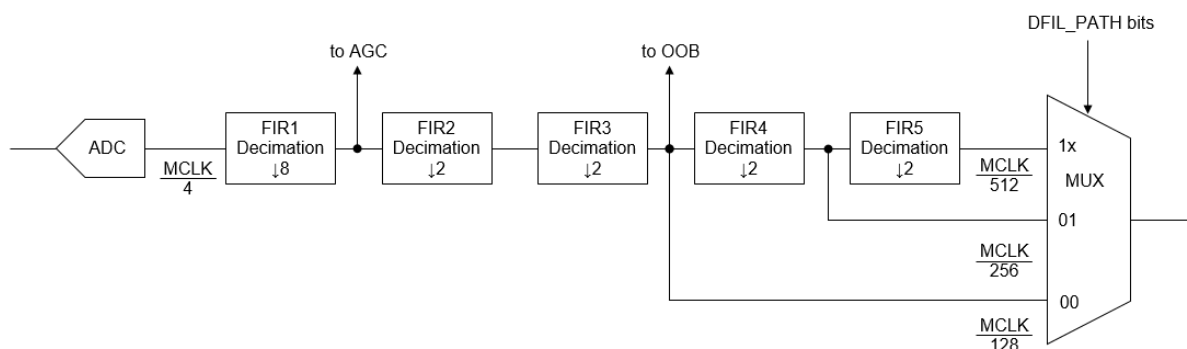 DFIL_PATH bits
to AGC
to OOB
ADC
MCLK
4
FIR1
Decimation
↓8
FIR2
Decimation
↓2
FIR3
Decimation
↓2
FIR4
Decimation
↓2
FIR5
Decimation
↓2
MCLK
512
1x
MUX
01
MCLK
256
00
MCLK
128